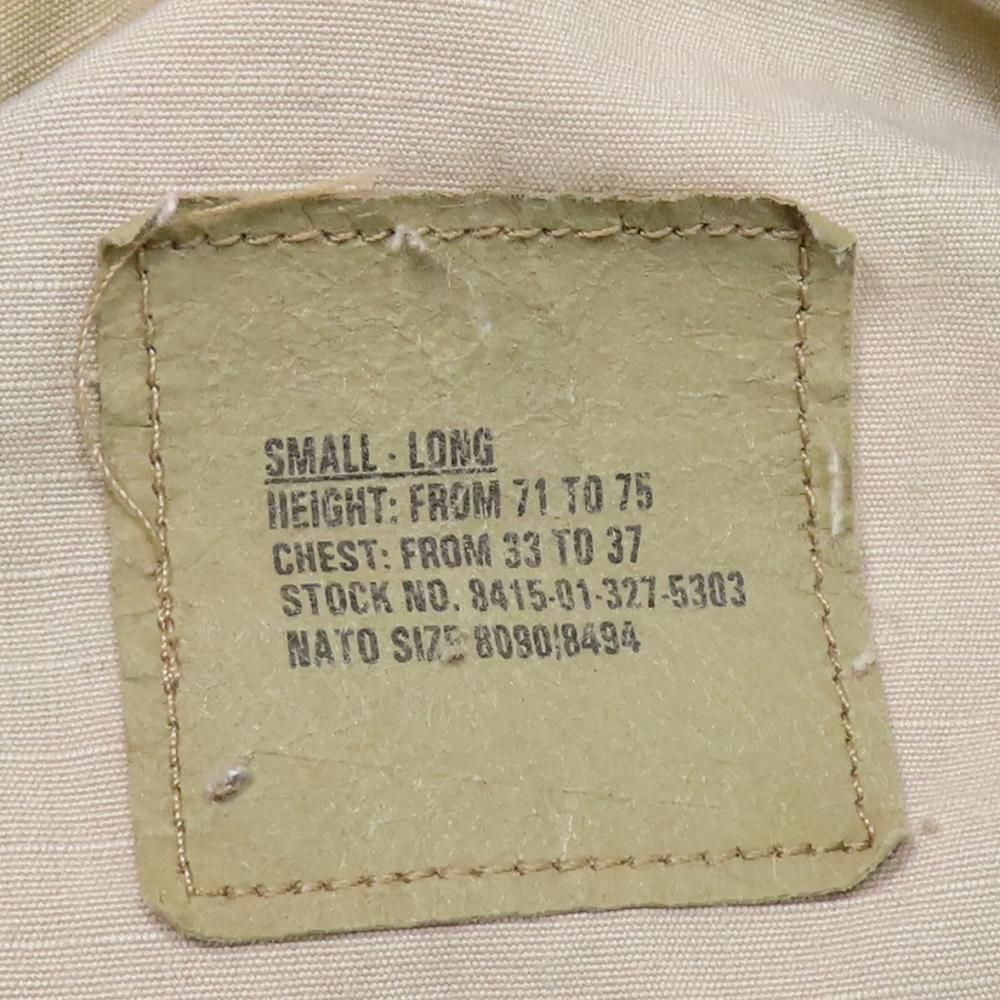 SMALL - LONG
HEIGHT: FROM 71 TO 75
CHEST: FROM 33 TO 37
STOCK NO. 8415-01-327-5303
NATO SIZE 8090/8494